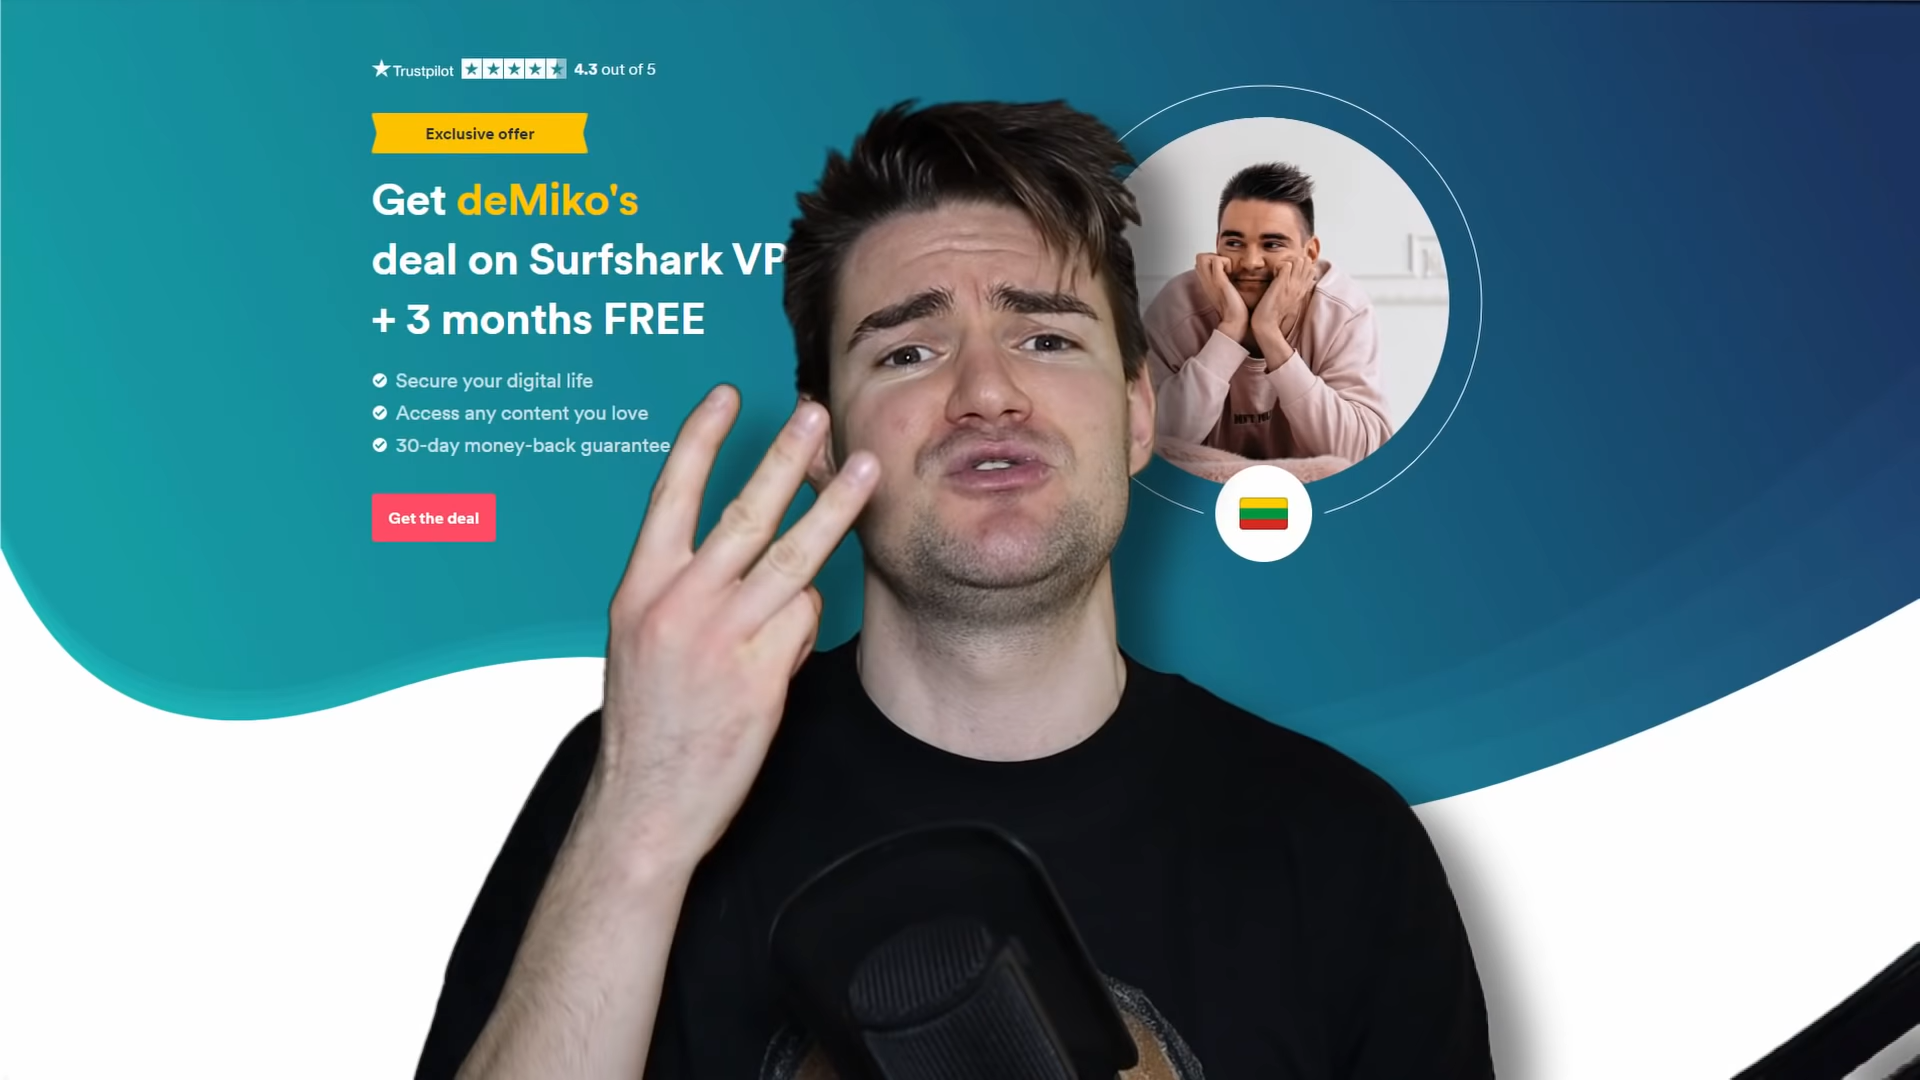 Trustpilot 4.3 out of 5
Exclusive offer
Get deMiko's
deal on Surfshark
+ 3 months FREE
Secure your digital life
Access any content you love
30-day money-back guarantee
Get the deal